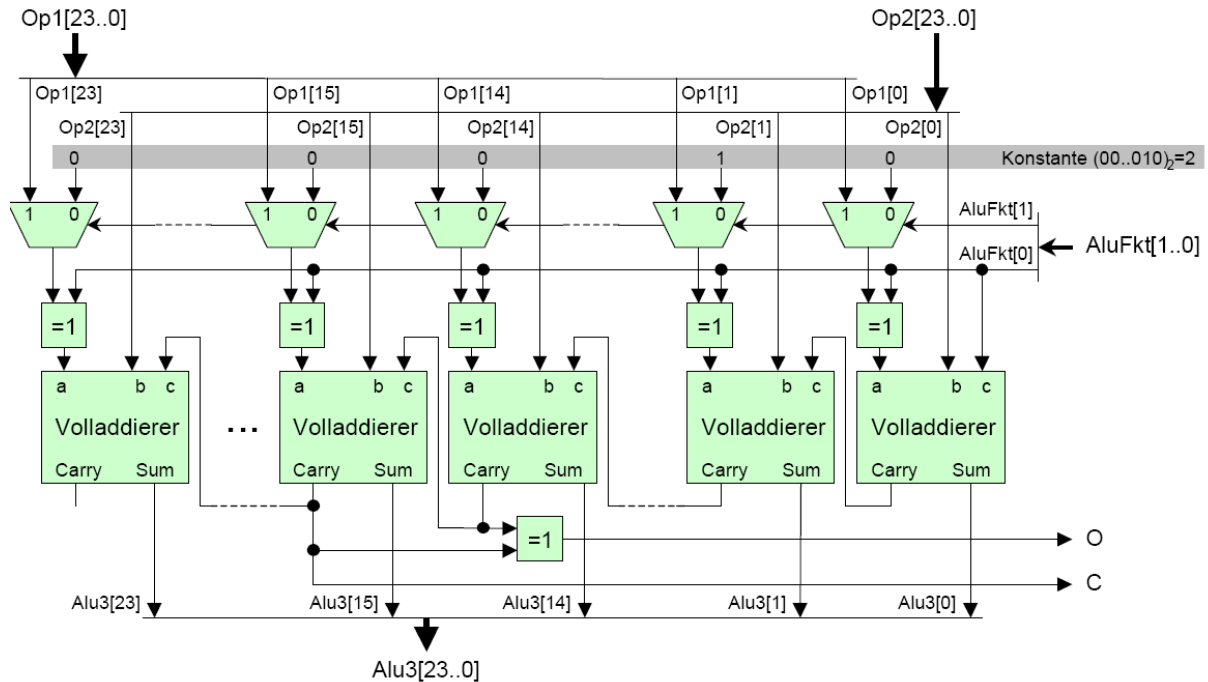 Op1[23..0] Op2[23..0]
Op1[23] Op1[15] Op1[14] Op1[1] Op1[0]
Op2[23] Op2[15] Op2[14] Op2[1] Op2[0]
0 0 0 1 0 Konstante (00..010)2=2
1 0 1 0 1 0 1 0 1 0 AluFkt[1]
AluFkt[1..0]
AluFkt[0]
=1 =1 =1 =1 =1
a b c a b c a b c a b c a b c
Volladdierer ... Volladdierer Volladdierer Volladdierer Volladdierer
Carry Sum Carry Sum Carry Sum Carry Sum Carry Sum
=1 O
C
Alu3[23] Alu3[15] Alu3[14] Alu3[1] Alu3[0]
Alu3[23..0]